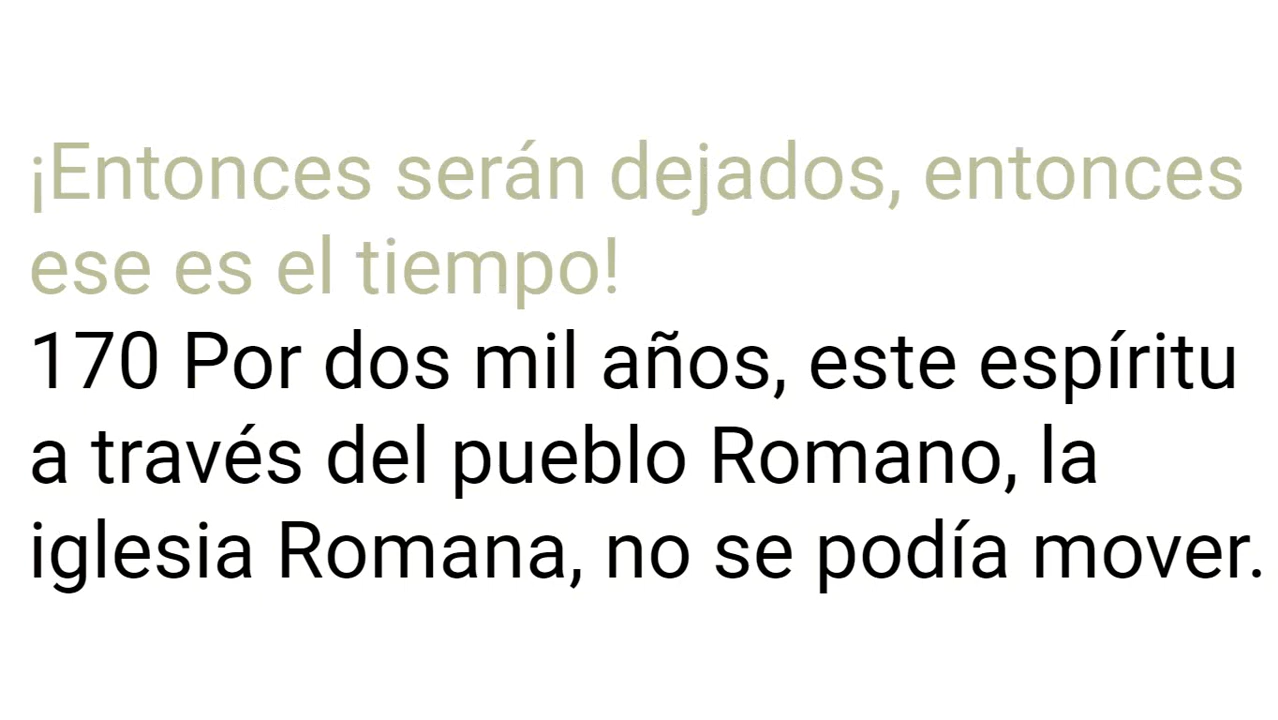 ¡Entonces serán dejados, entonces
ese es el tiempo!
170 Por dos mil años, este espíritu
a través del pueblo Romano, la
iglesia Romana, no se podía mover.